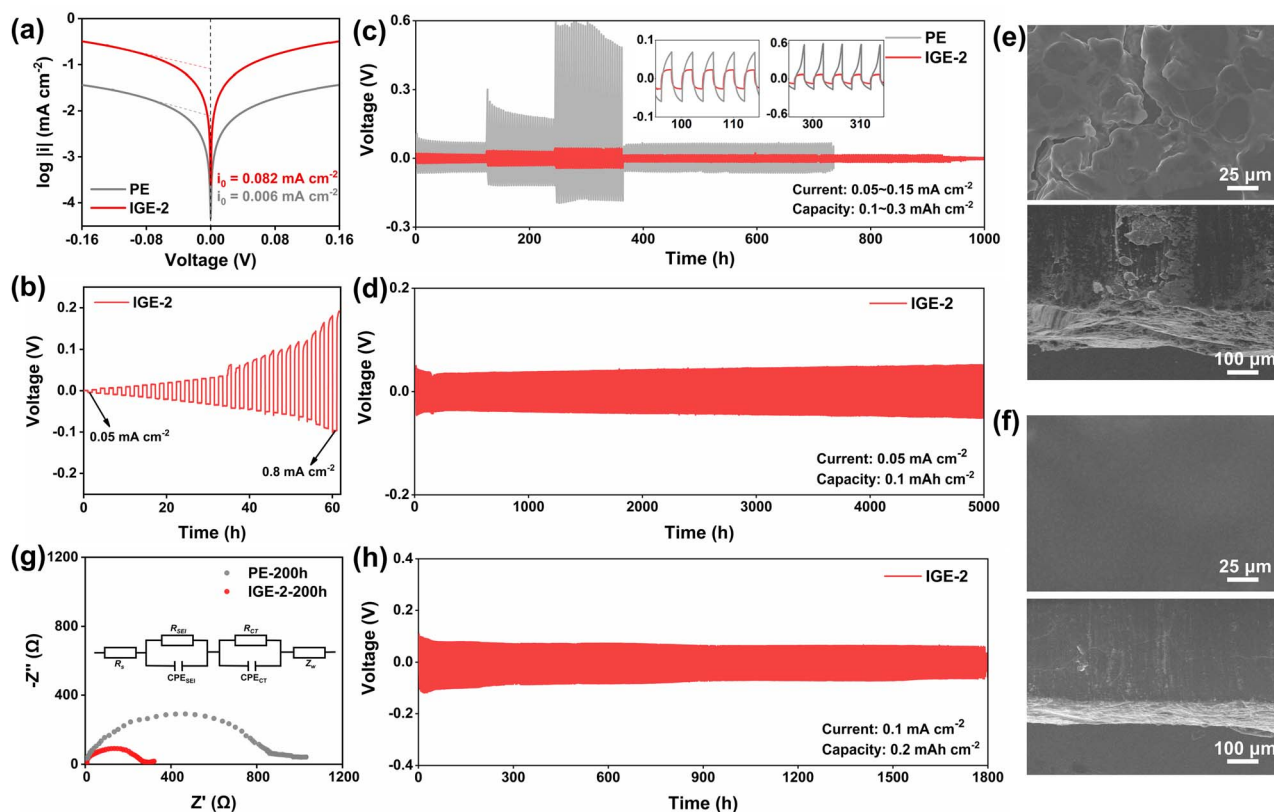 (a)
log |i| (mA cm⁻²)
0
-1
-2
-3
-4
PE
IGE-2
i₀ = 0.082 mA cm⁻²
i₀ = 0.006 mA cm⁻²
-0.16 -0.08 0.00 0.08 0.16
Voltage (V)
(c)
Voltage (V)
0.6
0.3
0.0
-0.3
PE
IGE-2
0.1
0.0
-0.1
100 110
0.6
0.0
-0.6
300 310
Current: 0.05~0.15 mA cm⁻²
Capacity: 0.1~0.3 mAh cm⁻²
0 200 400 600 800 1000
Time (h)
(e)
25 μm
100 μm
(b)
Voltage (V)
0.2
0.1
0.0
-0.1
-0.2
IGE-2
0.05 mA cm⁻²
0.8 mA cm⁻²
0 20 40 60
Time (h)
(d)
Voltage (V)
0.2
0.0
-0.2
IGE-2
Current: 0.05 mA cm⁻²
Capacity: 0.1 mAh cm⁻²
0 1000 2000 3000 4000 5000
Time (h)
(f)
25 μm
100 μm
(g)
-Z'' (Ω)
1200
800
400
0
PE-200h
IGE-2-200h
R_SEI
R_CT
R_s
CPE_SEI
CPE_CT
Z_w
0 400 800 1200
Z' (Ω)
(h)
Voltage (V)
0.4
0.2
0.0
-0.2
-0.4
IGE-2
Current: 0.1 mA cm⁻²
Capacity: 0.2 mAh cm⁻²
0 300 600 900 1200 1500 1800
Time (h)